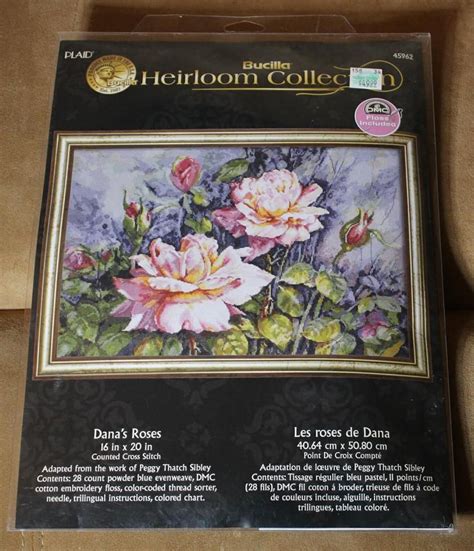 PLAID
45962
Bucilla
Heirloom Collection
Bucilla
DMC
Floss
Included
Dana's Roses
16 in x 20 in
Counted Cross Stitch
Adapted from the work of Peggy Thatch Sibley
Contents: 28 count powder blue evenweave, DMC
cotton embroidery floss, color-coded thread sorter,
needle, trilingual instructions, colored chart.
Les roses de Dana
40.64 cm x 50.80 cm
Point De Croix Compté
Adaptation de lœuvre de Peggy Thatch Sibley
Contents: Tissage régulier bleu pastel, 11 points/cm
(28 fils), DMC fil coton à broder, trieuse de fils à code
de couleurs incluse, aiguille, instructions
trilingues, tableau coloré.